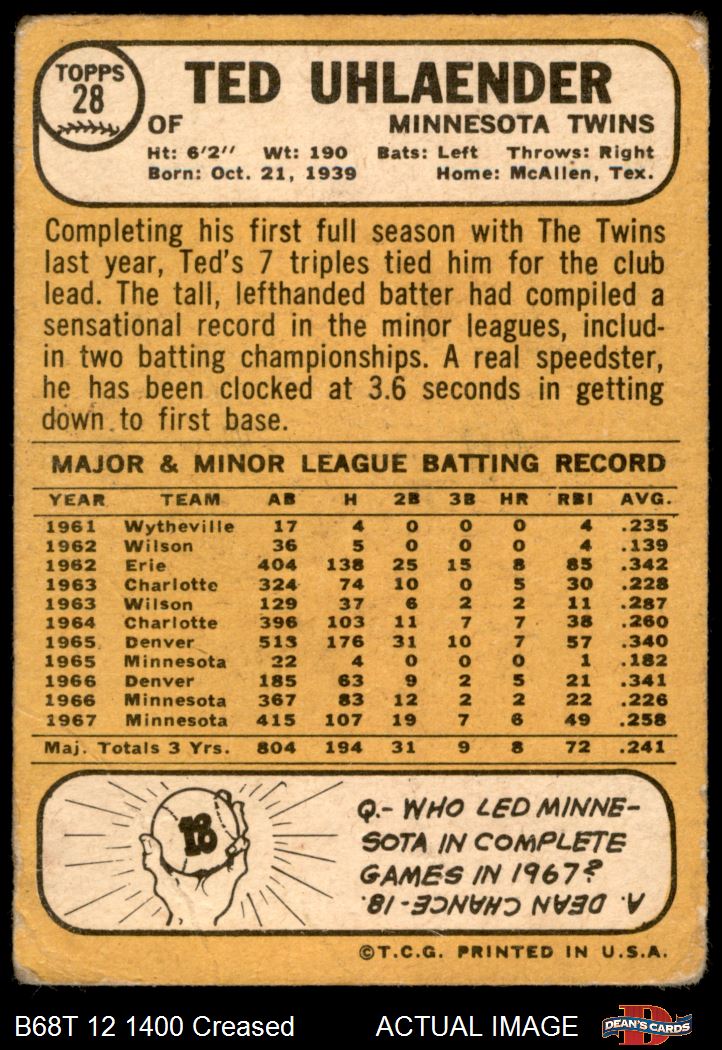 TOPPS
28
TED UHLAENDER
OF MINNESOTA TWINS
Ht: 6'2'' Wt: 190 Bats: Left Throws: Right
Born: Oct. 21, 1939 Home: McAllen, Tex.
Completing his first full season with The Twins
last year, Ted's 7 triples tied him for the club
lead. The tall, lefthanded batter had compiled a
sensational record in the minor leagues, includ-
in two batting championships. A real speedster,
he has been clocked at 3.6 seconds in getting
down to first base.
MAJOR & MINOR LEAGUE BATTING RECORD
YEAR TEAM AB H 2B 3B HR RBI AVG.
1961 Wytheville 17 4 0 0 0 4 .235
1962 Wilson 36 5 0 0 0 4 .139
1962 Erie 404 138 25 15 8 85 .342
1963 Charlotte 324 74 10 0 5 30 .228
1963 Wilson 129 37 6 2 2 11 .287
1964 Charlotte 396 103 11 7 7 38 .260
1965 Denver 513 176 31 10 7 57 .340
1965 Minnesota 22 4 0 0 0 1 .182
1966 Denver 185 63 9 2 5 21 .341
1966 Minnesota 367 83 12 2 2 22 .226
1967 Minnesota 415 107 19 7 6 49 .258
Maj. Totals 3 Yrs. 804 194 31 9 8 72 .241
18
Q.- WHO LED MINNE-
SOTA IN COMPLETE
GAMES IN 1967?
A. DEAN CHANCE-18.
©T.C.G. PRINTED IN U.S.A.
B68T 12 1400 Creased ACTUAL IMAGE
D
DEAN'S CARDS